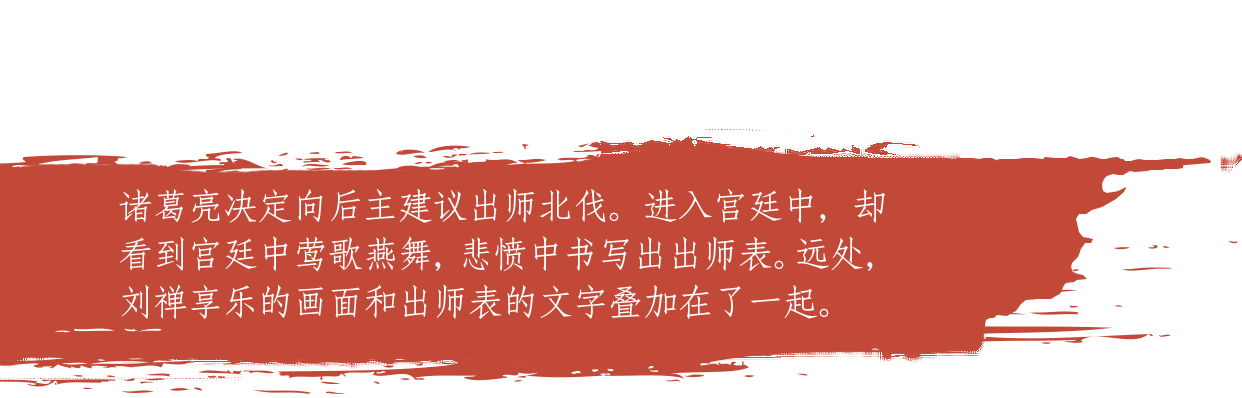 诸葛亮决定向后主建议出师北伐。进入宫廷中，却
看到宫廷中莺歌燕舞，悲愤中书写出出师表。远处，
刘禅享乐的画面和出师表的文字叠加在了一起。